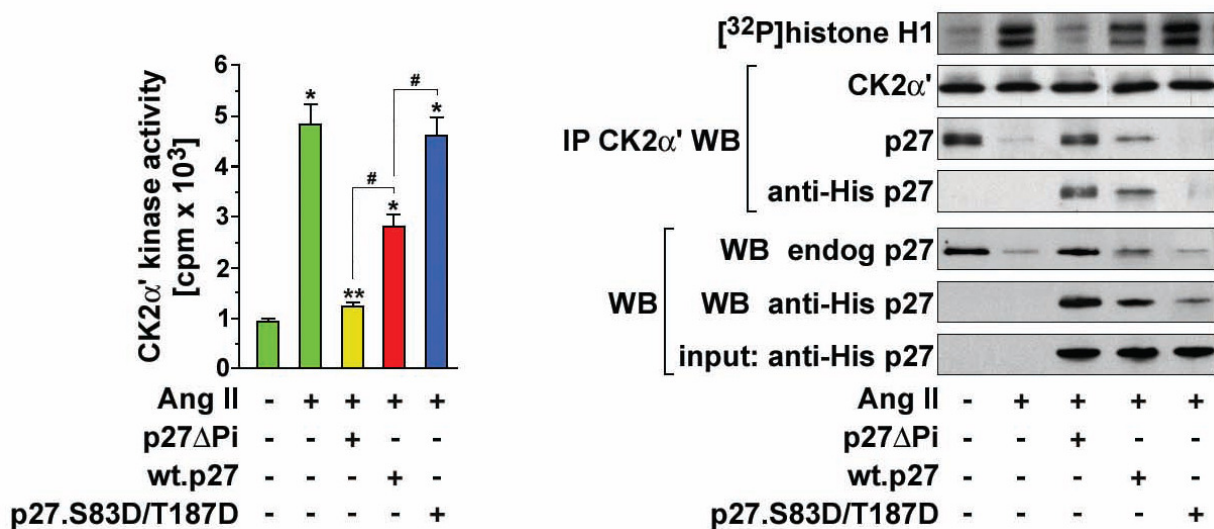 CK2α' kinase activity
[cpm x 10³]
6
5
4
3
2
1
0
*
**
*
*
#
#
Ang II - + + + +
p27ΔPi - - + - -
wt.p27 - - - + -
p27.S83D/T187D - - - - +
[³²P]histone H1
IP CK2α' WB
CK2α'
p27
anti-His p27
WB
WB endog p27
WB anti-His p27
input: anti-His p27
Ang II - + + + +
p27ΔPi - - + - -
wt.p27 - - - + -
p27.S83D/T187D - - - - +